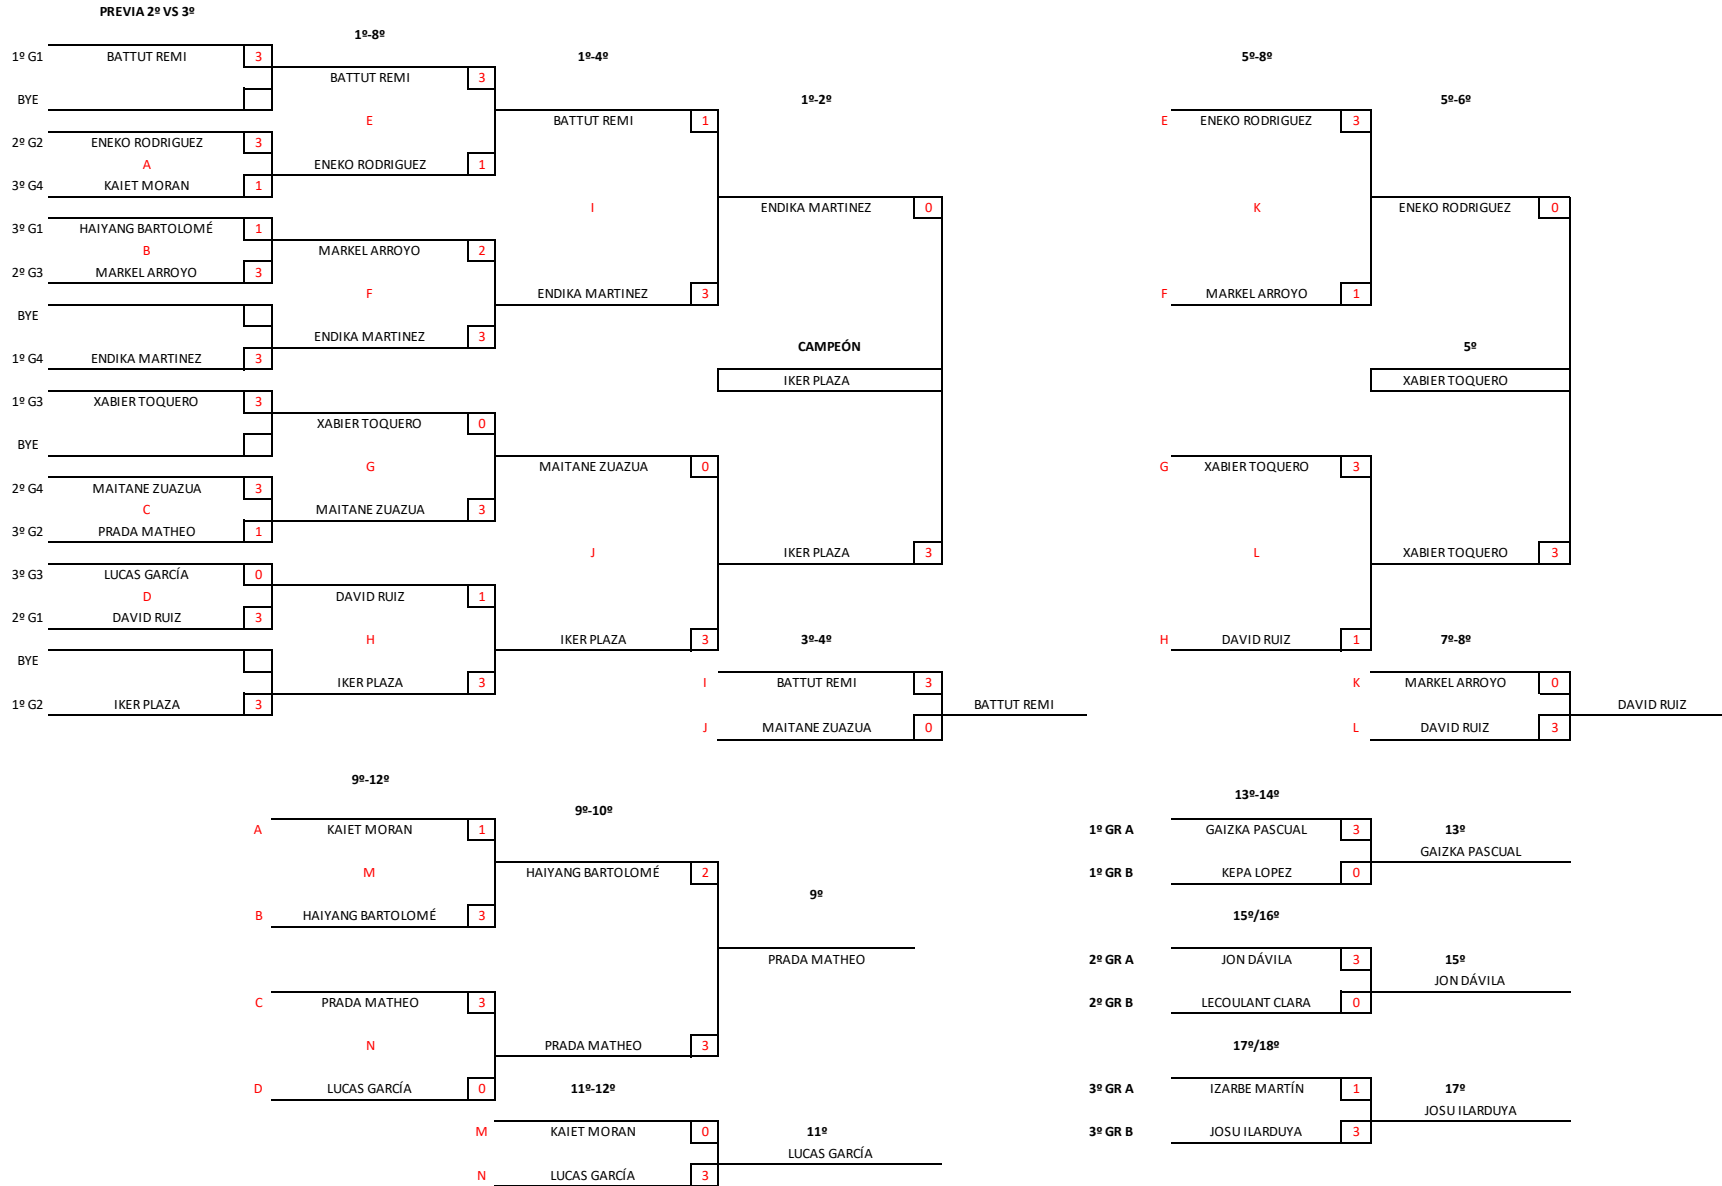 PREVIA 2º VS 3º
1º-8º
1º-4º
5º-8º
1º G1 BATTUT REMI 3
BATTUT REMI 3
BYE
1º-2º
5º-6º
E
BATTUT REMI 1
E ENEKO RODRIGUEZ 3
2º G2 ENEKO RODRIGUEZ 3
A
ENEKO RODRIGUEZ 1
3º G4 KAIET MORAN 1
I
ENDIKA MARTINEZ 0
K
ENEKO RODRIGUEZ 0
3º G1 HAIYANG BARTOLOMÉ 1
B
MARKEL ARROYO 2
2º G3 MARKEL ARROYO 3
F
ENDIKA MARTINEZ 3
F MARKEL ARROYO 1
BYE
ENDIKA MARTINEZ 3
CAMPEÓN
5º
1º G4 ENDIKA MARTINEZ 3
IKER PLAZA
XABIER TOQUERO
1º G3 XABIER TOQUERO 3
XABIER TOQUERO 0
BYE
G
MAITANE ZUAZUA 0
G XABIER TOQUERO 3
2º G4 MAITANE ZUAZUA 3
C
MAITANE ZUAZUA 3
3º G2 PRADA MATHEO 1
J
IKER PLAZA 3
L
XABIER TOQUERO 3
3º G3 LUCAS GARCÍA 0
D
DAVID RUIZ 1
2º G1 DAVID RUIZ 3
H
IKER PLAZA 3
3º-4º
H DAVID RUIZ 1
7º-8º
BYE
IKER PLAZA 3
I BATTUT REMI 3
K MARKEL ARROYO 0
1º G2 IKER PLAZA 3
BATTUT REMI
DAVID RUIZ
J MAITANE ZUAZUA 0
L DAVID RUIZ 3
9º-12º
13º-14º
9º-10º
A KAIET MORAN 1
1º GR A GAIZKA PASCUAL 3
13º
GAIZKA PASCUAL
M
HAIYANG BARTOLOMÉ 2
1º GR B KEPA LOPEZ 0
9º
B HAIYANG BARTOLOMÉ 3
15º/16º
PRADA MATHEO
2º GR A JON DÁVILA 3
15º
JON DÁVILA
C PRADA MATHEO 3
2º GR B LECOULANT CLARA 0
N
PRADA MATHEO 3
17º/18º
D LUCAS GARCÍA 0
11º-12º
3º GR A IZARBE MARTÍN 1
17º
JOSU ILARDUYA
M KAIET MORAN 0
11º
3º GR B JOSU ILARDUYA 3
LUCAS GARCÍA
N LUCAS GARCÍA 3